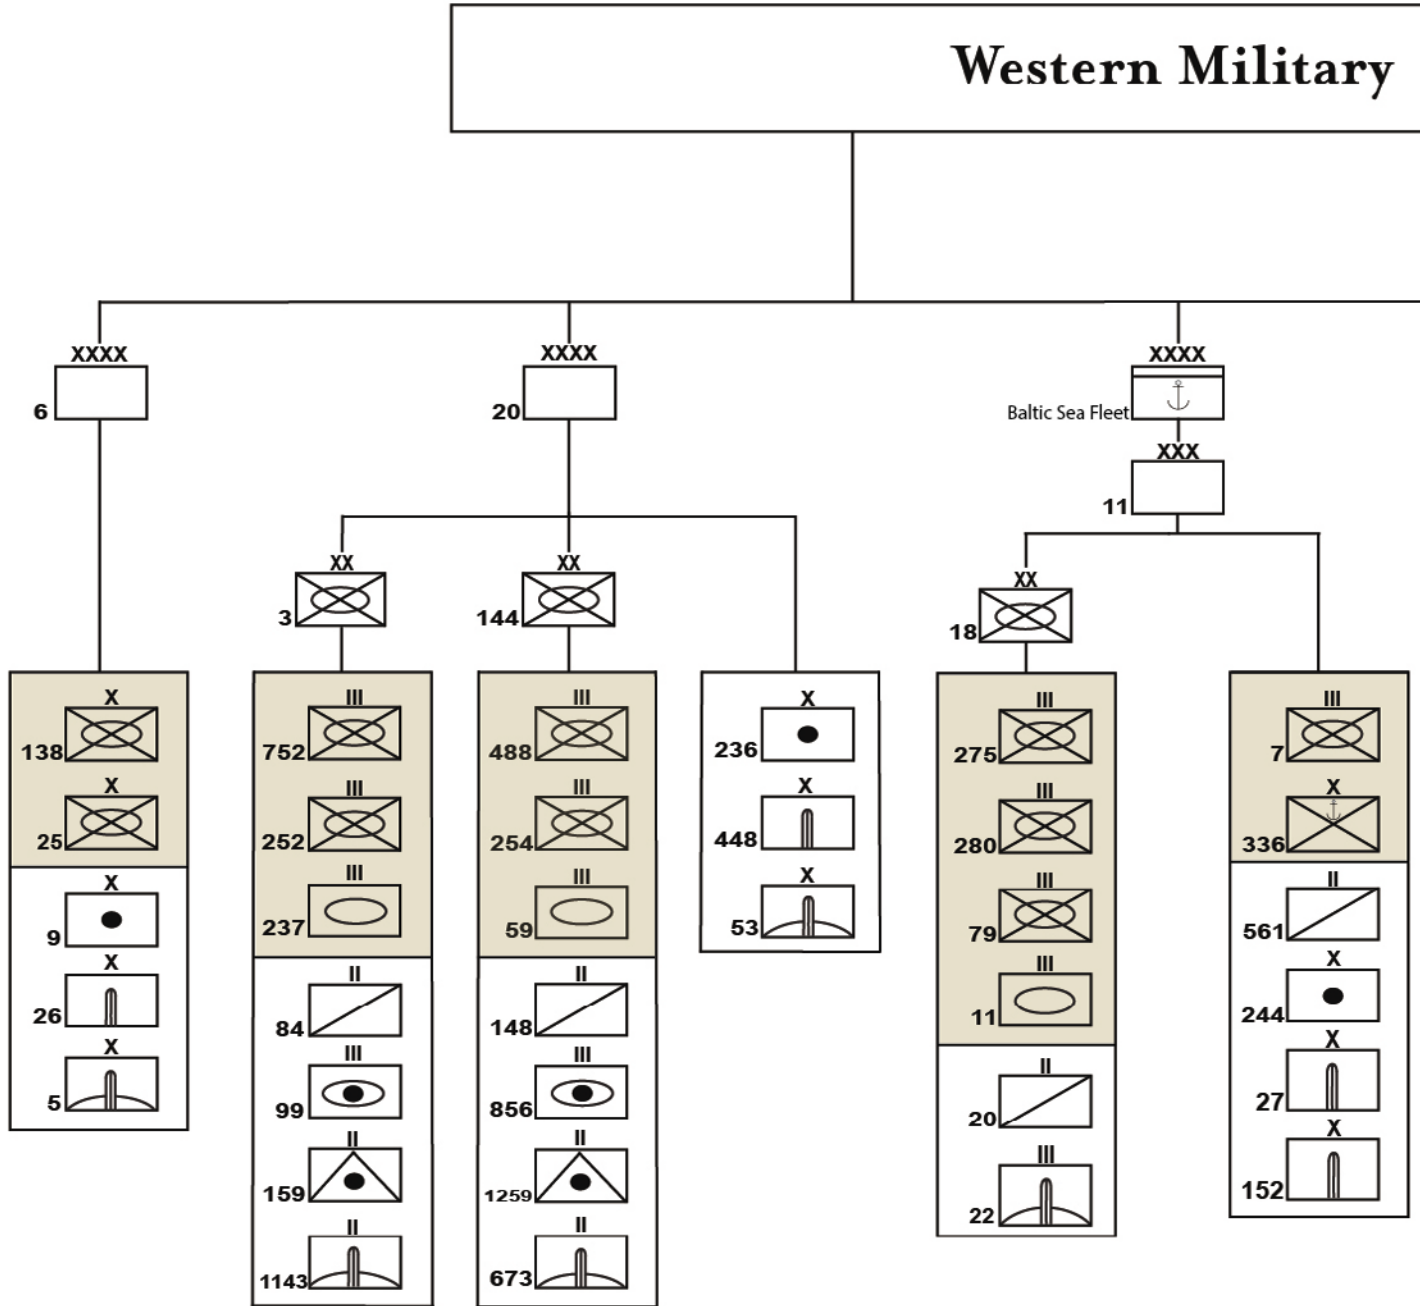 Western Military
XXXX
6
XXXX
20
XXXX
Baltic Sea Fleet
XXX
11
XX
3
XX
144
XX
18
X
138
X
25
X
9
X
26
X
5
III
752
III
252
III
237
II
84
III
99
II
159
II
1143
III
488
III
254
III
59
II
148
III
856
II
1259
II
673
X
236
X
448
X
53
III
275
III
280
III
79
III
11
II
20
III
22
III
7
X
336
II
561
X
244
X
27
X
152